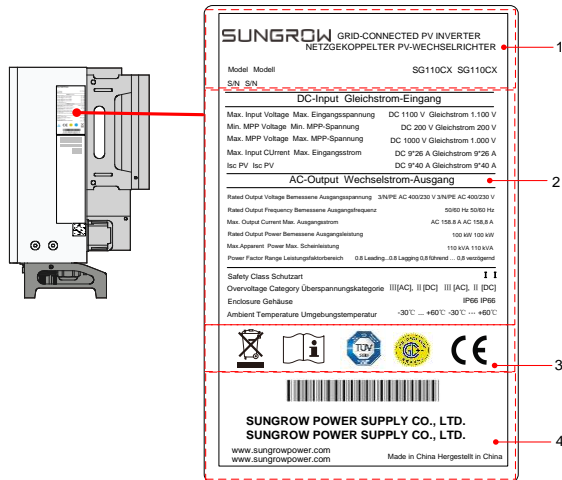 SUNGROW GRID-CONNECTED PV INVERTER
NETZGEKOPPELTER PV-WECHSELRICHTER
1
Model Modell SG110CX SG110CX
S/N S/N
DC-Input Gleichstrom-Eingang
Max. Input Voltage Max. Eingangsspannung DC 1100 V Gleichstrom 1.100 V
Min. MPP Voltage Min. MPP-Spannung DC 200 V Gleichstrom 200 V
Max. MPP Voltage Max. MPP-Spannung DC 1000 V Gleichstrom 1.000 V
Max. Input CUrrent Max. Eingangsstrom DC 9*26 A Gleichstrom 9*26 A
Isc PV Isc PV DC 9*40 A Gleichstrom 9*40 A
AC-Output Wechselstrom-Ausgang
2
Rated Output Voltage Bemessene Ausgangsspannung 3/N/PE AC 400/230 V 3/N/PE AC 400/230 V
Rated Output Frequency Bemessene Ausgangsfrequenz 50/60 Hz 50/60 Hz
Max. Output Current Max. Ausgangsstrom AC 158.8 A AC 158,8 A
Rated Output Power Bemessene Ausgangsleistung 100 kW 100 kW
Max.Apparent Power Max. Scheinleistung 110 kVA 110 kVA
Power Factor Range Leistungsfaktorbereich 0.8 Leading...0.8 Lagging 0,8 führend ... 0,8 verzögernd
Safety Class Schutzart I I
Overvoltage Category Überspannungskategorie III[AC], II [DC] III [AC], II [DC]
Enclosure Gehäuse IP66 IP66
Ambient Temperature Umgebungstemperatur -30℃ ... +60℃ -30℃ ... +60℃
i TÜV SÜD CE
3
SUNGROW POWER SUPPLY CO., LTD.
SUNGROW POWER SUPPLY CO., LTD.
4
www.sungrowpower.com
www.sungrowpower.com Made in China Hergestellt in China